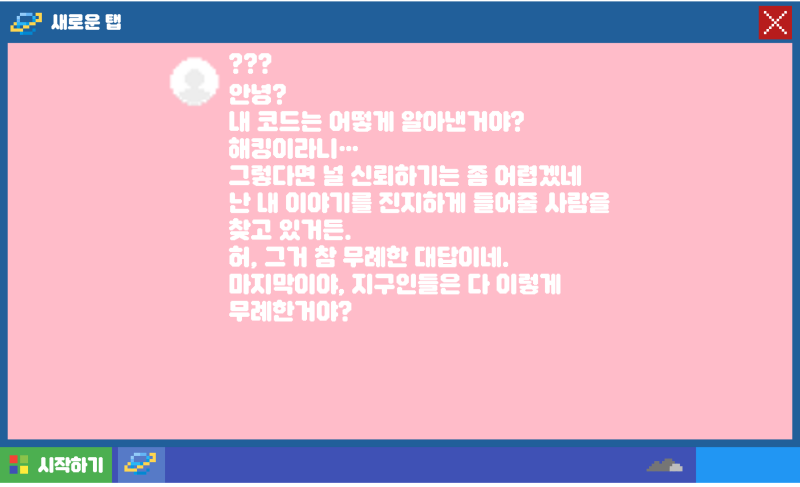 새로운 탭
???
안녕?
내 코드는 어떻게 알아낸거야?
해킹이라니…
그렇다면 널 신뢰하기는 좀 어렵겠네
난 내 이야기를 진지하게 들어줄 사람을
찾고 있거든.
허, 그거 참 무례한 대답이네.
마지막이야, 지구인들은 다 이렇게
무례한거야?
시작하기